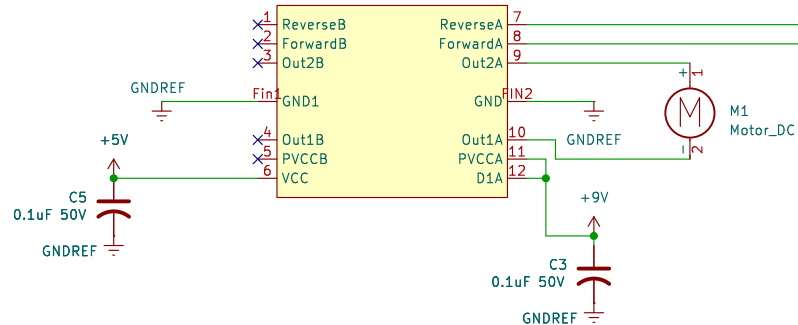 1 ReverseB
2 ForwardB
3 Out2B
GNDREF
Fin1 GND1
4 Out1B
5 PVCCB
6 VCC
+5V
C5
0.1uF 50V
GNDREF
ReverseA 7
ForwardA 8
Out2A 9
GND FIN2
GNDREF
Out1A 10
PVCCA 11
D1A 12
+ 1
M
M1
Motor_DC
- 2
+9V
C3
0.1uF 50V
GNDREF